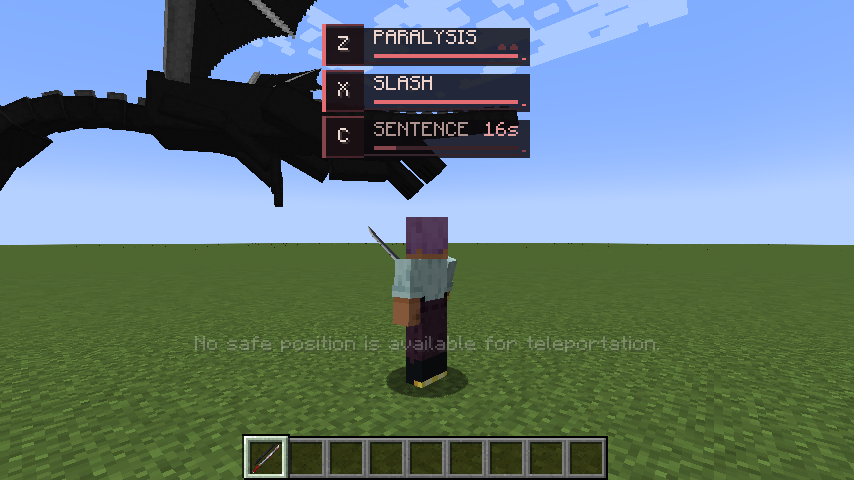 Z PARALYSIS
X SLASH
C SENTENCE 16s
No safe position is available for teleportation.